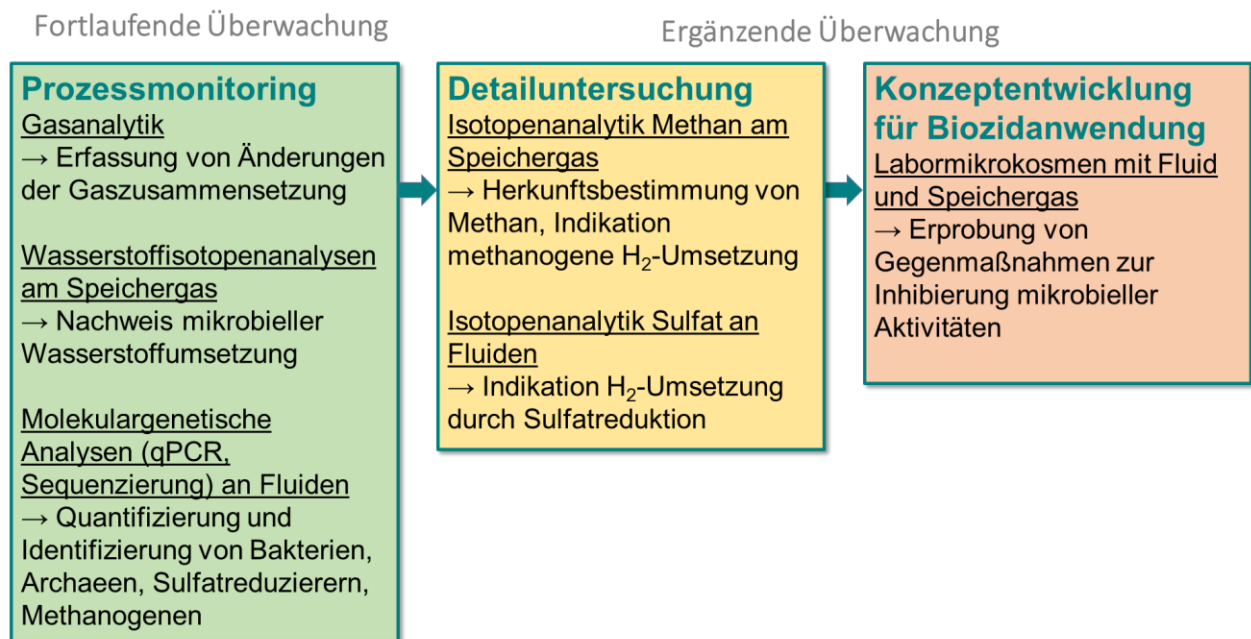 Fortlaufende Überwachung
Ergänzende Überwachung
Prozessmonitoring
Gasanalytik
→ Erfassung von Änderungen
der Gaszusammensetzung
Wasserstoffisotopenanalysen
am Speichergas
→ Nachweis mikrobieller
Wasserstoffumsetzung
Molekulargenetische
Analysen (qPCR,
Sequenzierung) an Fluiden
→ Quantifizierung und
Identifizierung von Bakterien,
Archaeen, Sulfatreduzierern,
Methanogenen
Detailuntersuchung
Isotopenanalytik Methan am
Speichergas
→ Herkunftsbestimmung von
Methan, Indikation
methanogene H₂-Umsetzung
Isotopenanalytik Sulfat an
Fluiden
→ Indikation H₂-Umsetzung
durch Sulfatreduktion
Konzeptentwicklung
für Biozidanwendung
Labormikrokosmen mit Fluid
und Speichergas
→ Erprobung von
Gegenmaßnahmen zur
Inhibierung mikrobieller
Aktivitäten